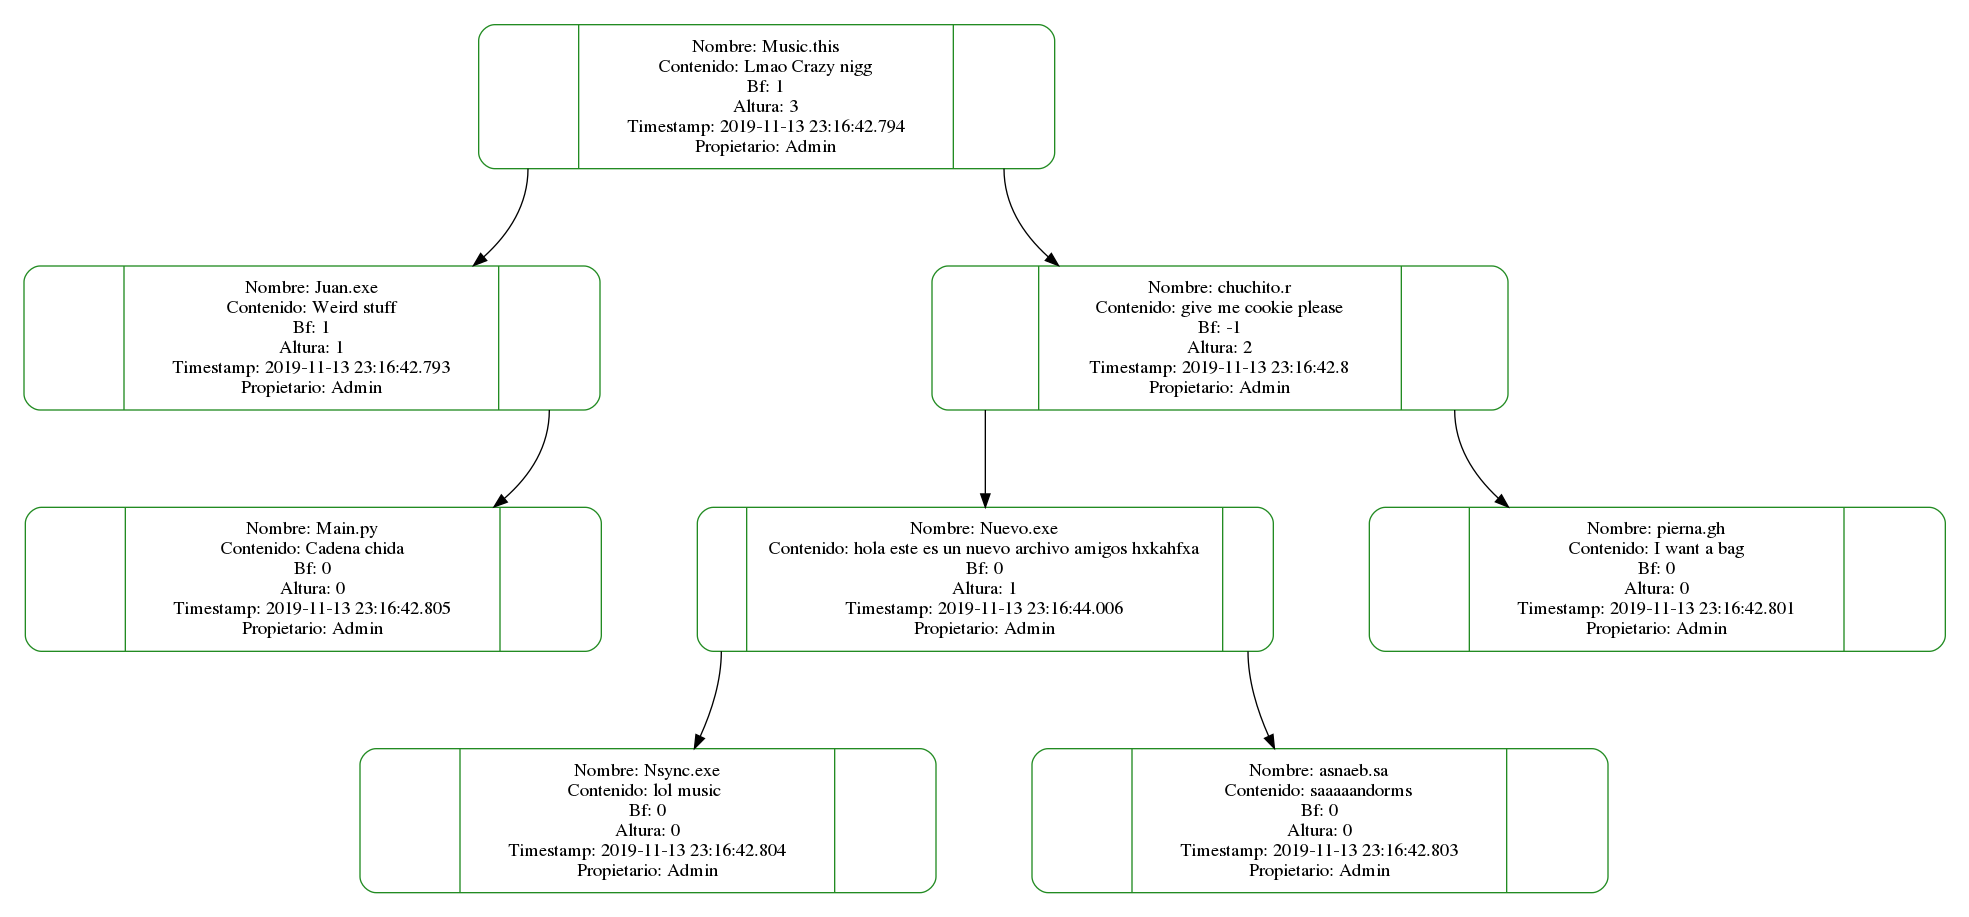 Nombre: Music.this
Contenido: Lmao Crazy nigg
Bf: 1
Altura: 3
Timestamp: 2019-11-13 23:16:42.794
Propietario: Admin
Nombre: Juan.exe
Contenido: Weird stuff
Bf: 1
Altura: 1
Timestamp: 2019-11-13 23:16:42.793
Propietario: Admin
Nombre: chuchito.r
Contenido: give me cookie please
Bf: -1
Altura: 2
Timestamp: 2019-11-13 23:16:42.8
Propietario: Admin
Nombre: Main.py
Contenido: Cadena chida
Bf: 0
Altura: 0
Timestamp: 2019-11-13 23:16:42.805
Propietario: Admin
Nombre: Nuevo.exe
Contenido: hola este es un nuevo archivo amigos hxkahfxa
Bf: 0
Altura: 1
Timestamp: 2019-11-13 23:16:44.006
Propietario: Admin
Nombre: pierna.gh
Contenido: I want a bag
Bf: 0
Altura: 0
Timestamp: 2019-11-13 23:16:42.801
Propietario: Admin
Nombre: Nsync.exe
Contenido: lol music
Bf: 0
Altura: 0
Timestamp: 2019-11-13 23:16:42.804
Propietario: Admin
Nombre: asnaeb.sa
Contenido: saaaaandorms
Bf: 0
Altura: 0
Timestamp: 2019-11-13 23:16:42.803
Propietario: Admin